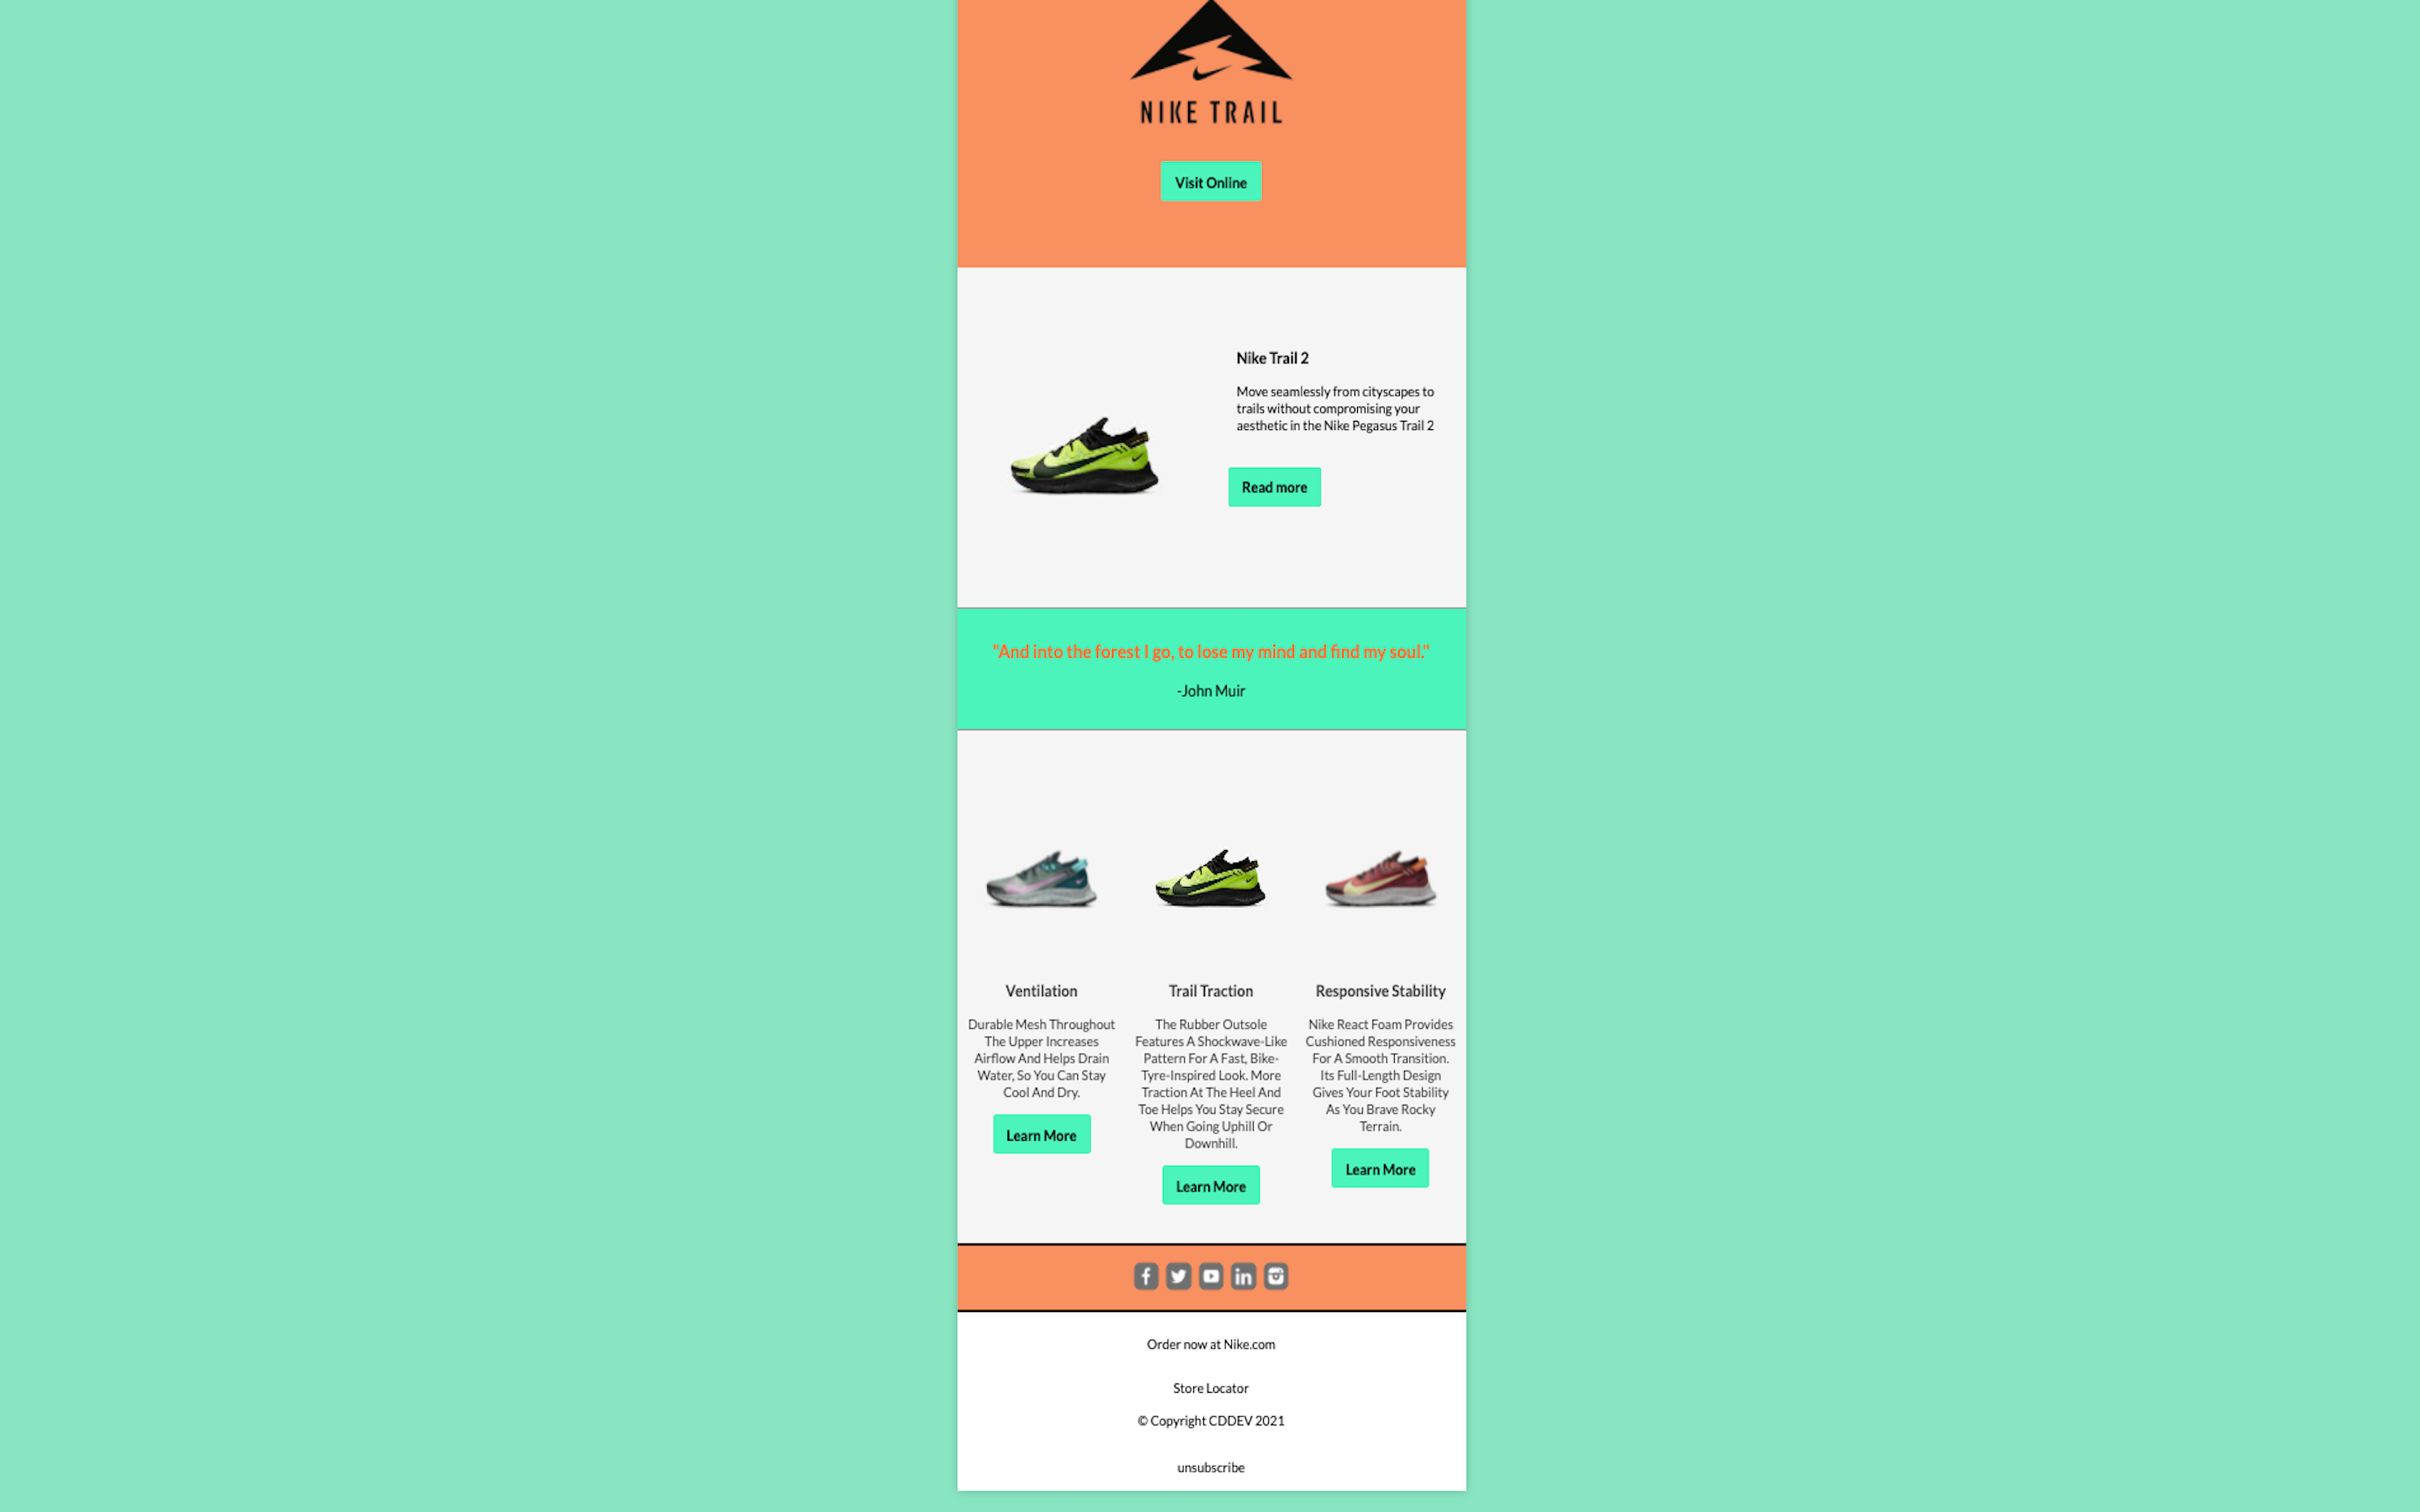 NIKE TRAIL
Visit Online
Nike Trail 2
Move seamlessly from cityscapes to
trails without compromising your
aesthetic in the Nike Pegasus Trail 2
Read more
"And into the forest I go, to lose my mind and find my soul."
-John Muir
Ventilation
Durable Mesh Throughout
The Upper Increases
Airflow And Helps Drain
Water, So You Can Stay
Cool And Dry.
Learn More
Trail Traction
The Rubber Outsole
Features A Shockwave-Like
Pattern For A Fast, Bike-
Tyre-Inspired Look. More
Traction At The Heel And
Toe Helps You Stay Secure
When Going Uphill Or
Downhill.
Learn More
Responsive Stability
Nike React Foam Provides
Cushioned Responsiveness
For A Smooth Transition.
Its Full-Length Design
Gives Your Foot Stability
As You Brave Rocky
Terrain.
Learn More
Order now at Nike.com
Store Locator
© Copyright CDDEV 2021
unsubscribe